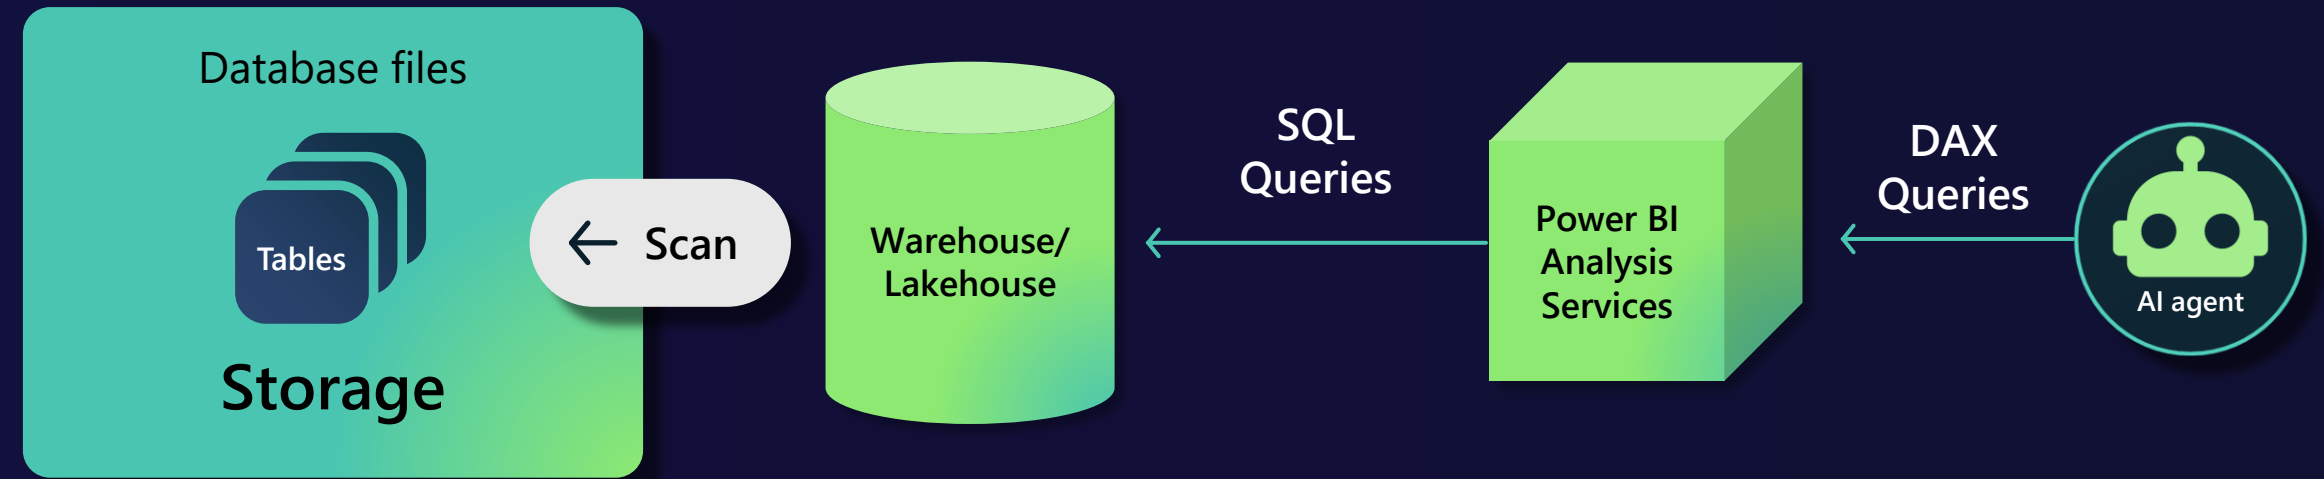 Database files
Tables
Storage
Scan
Warehouse/
Lakehouse
SQL
Queries
Power BI
Analysis
Services
DAX
Queries
AI agent